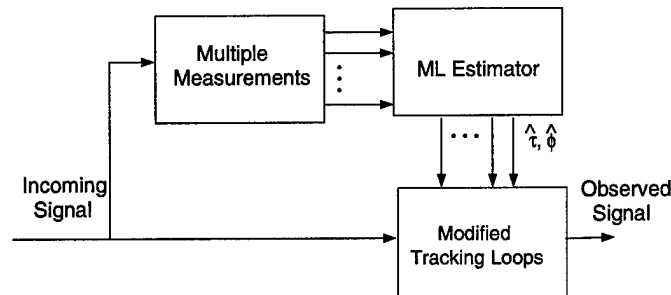 Multiple
Measurements
ML Estimator
τ̂, φ̂
Incoming
Signal
Modified
Tracking Loops
Observed
Signal